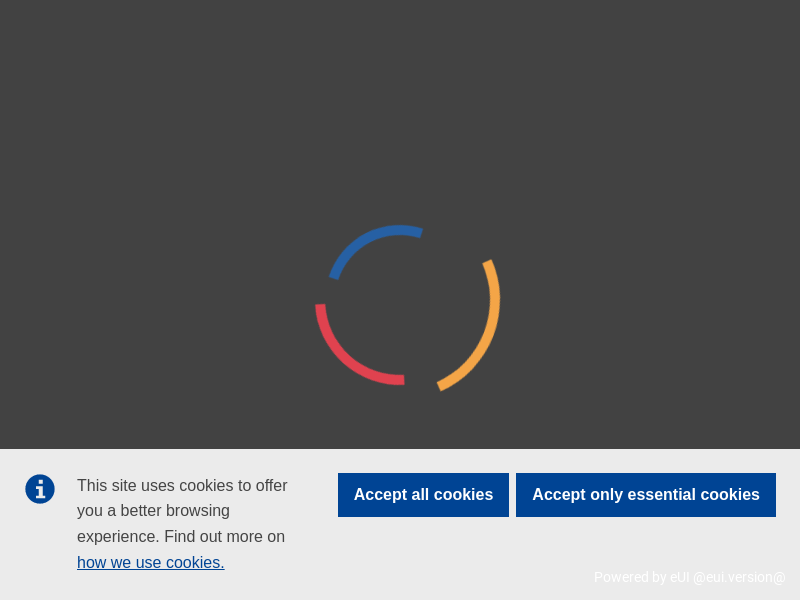 This site uses cookies to offer
you a better browsing
experience. Find out more on
how we use cookies.
Accept all cookies
Accept only essential cookies
Powered by eUI @eui.version@